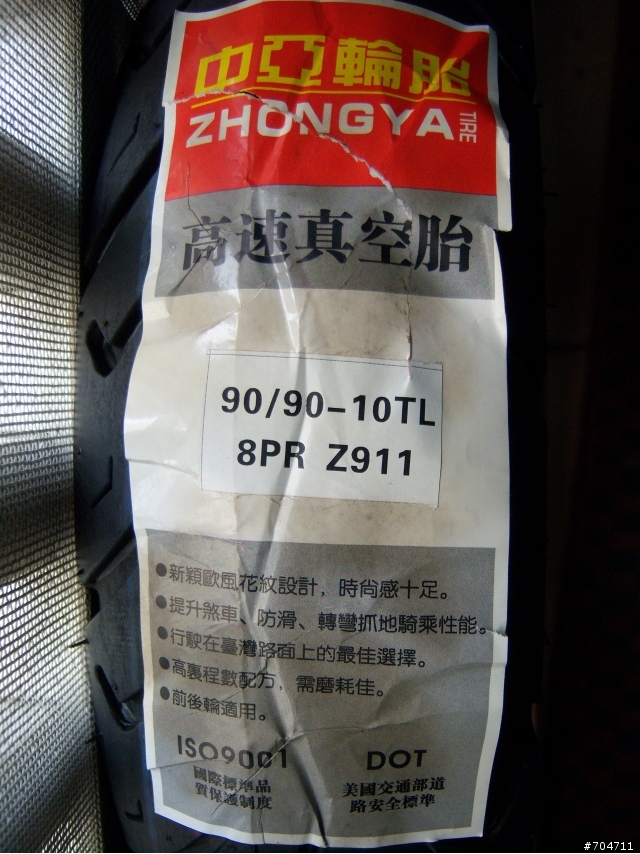 中亞輪胎
ZHONGYA TIRE
高速真空胎
90/90-10TL
8PR Z911
●新穎歐風花紋設計，時尚感十足。
●提升煞車、防滑、轉彎抓地騎乘性能。
●行駛在臺灣路面上的最佳選擇。
●高裏程數配方，需磨耗佳。
●前後輪適用。
ISO9001
國際標準品
質保護制度
DOT
美國交通部道
路安全標準
#704711